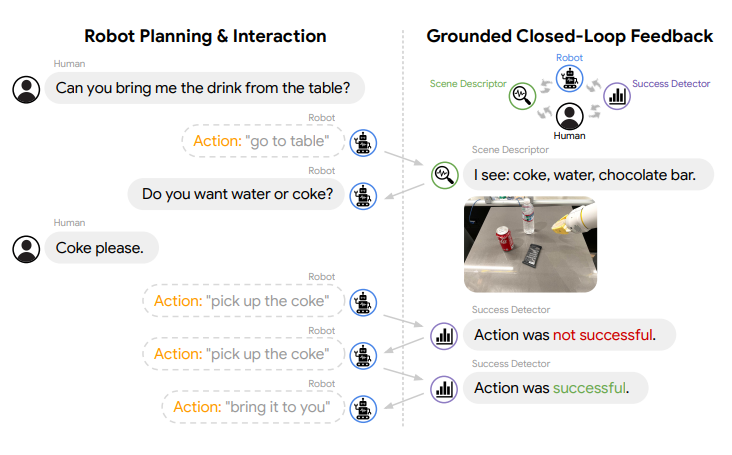 Robot Planning & Interaction
Human
Can you bring me the drink from the table?
Robot
Action: "go to table"
Robot
Do you want water or coke?
Human
Coke please.
Robot
Action: "pick up the coke"
Robot
Action: "pick up the coke"
Robot
Action: "bring it to you"
Grounded Closed-Loop Feedback
Robot
Scene Descriptor
Success Detector
Human
Scene Descriptor
I see: coke, water, chocolate bar.
Success Detector
Action was not successful.
Success Detector
Action was successful.